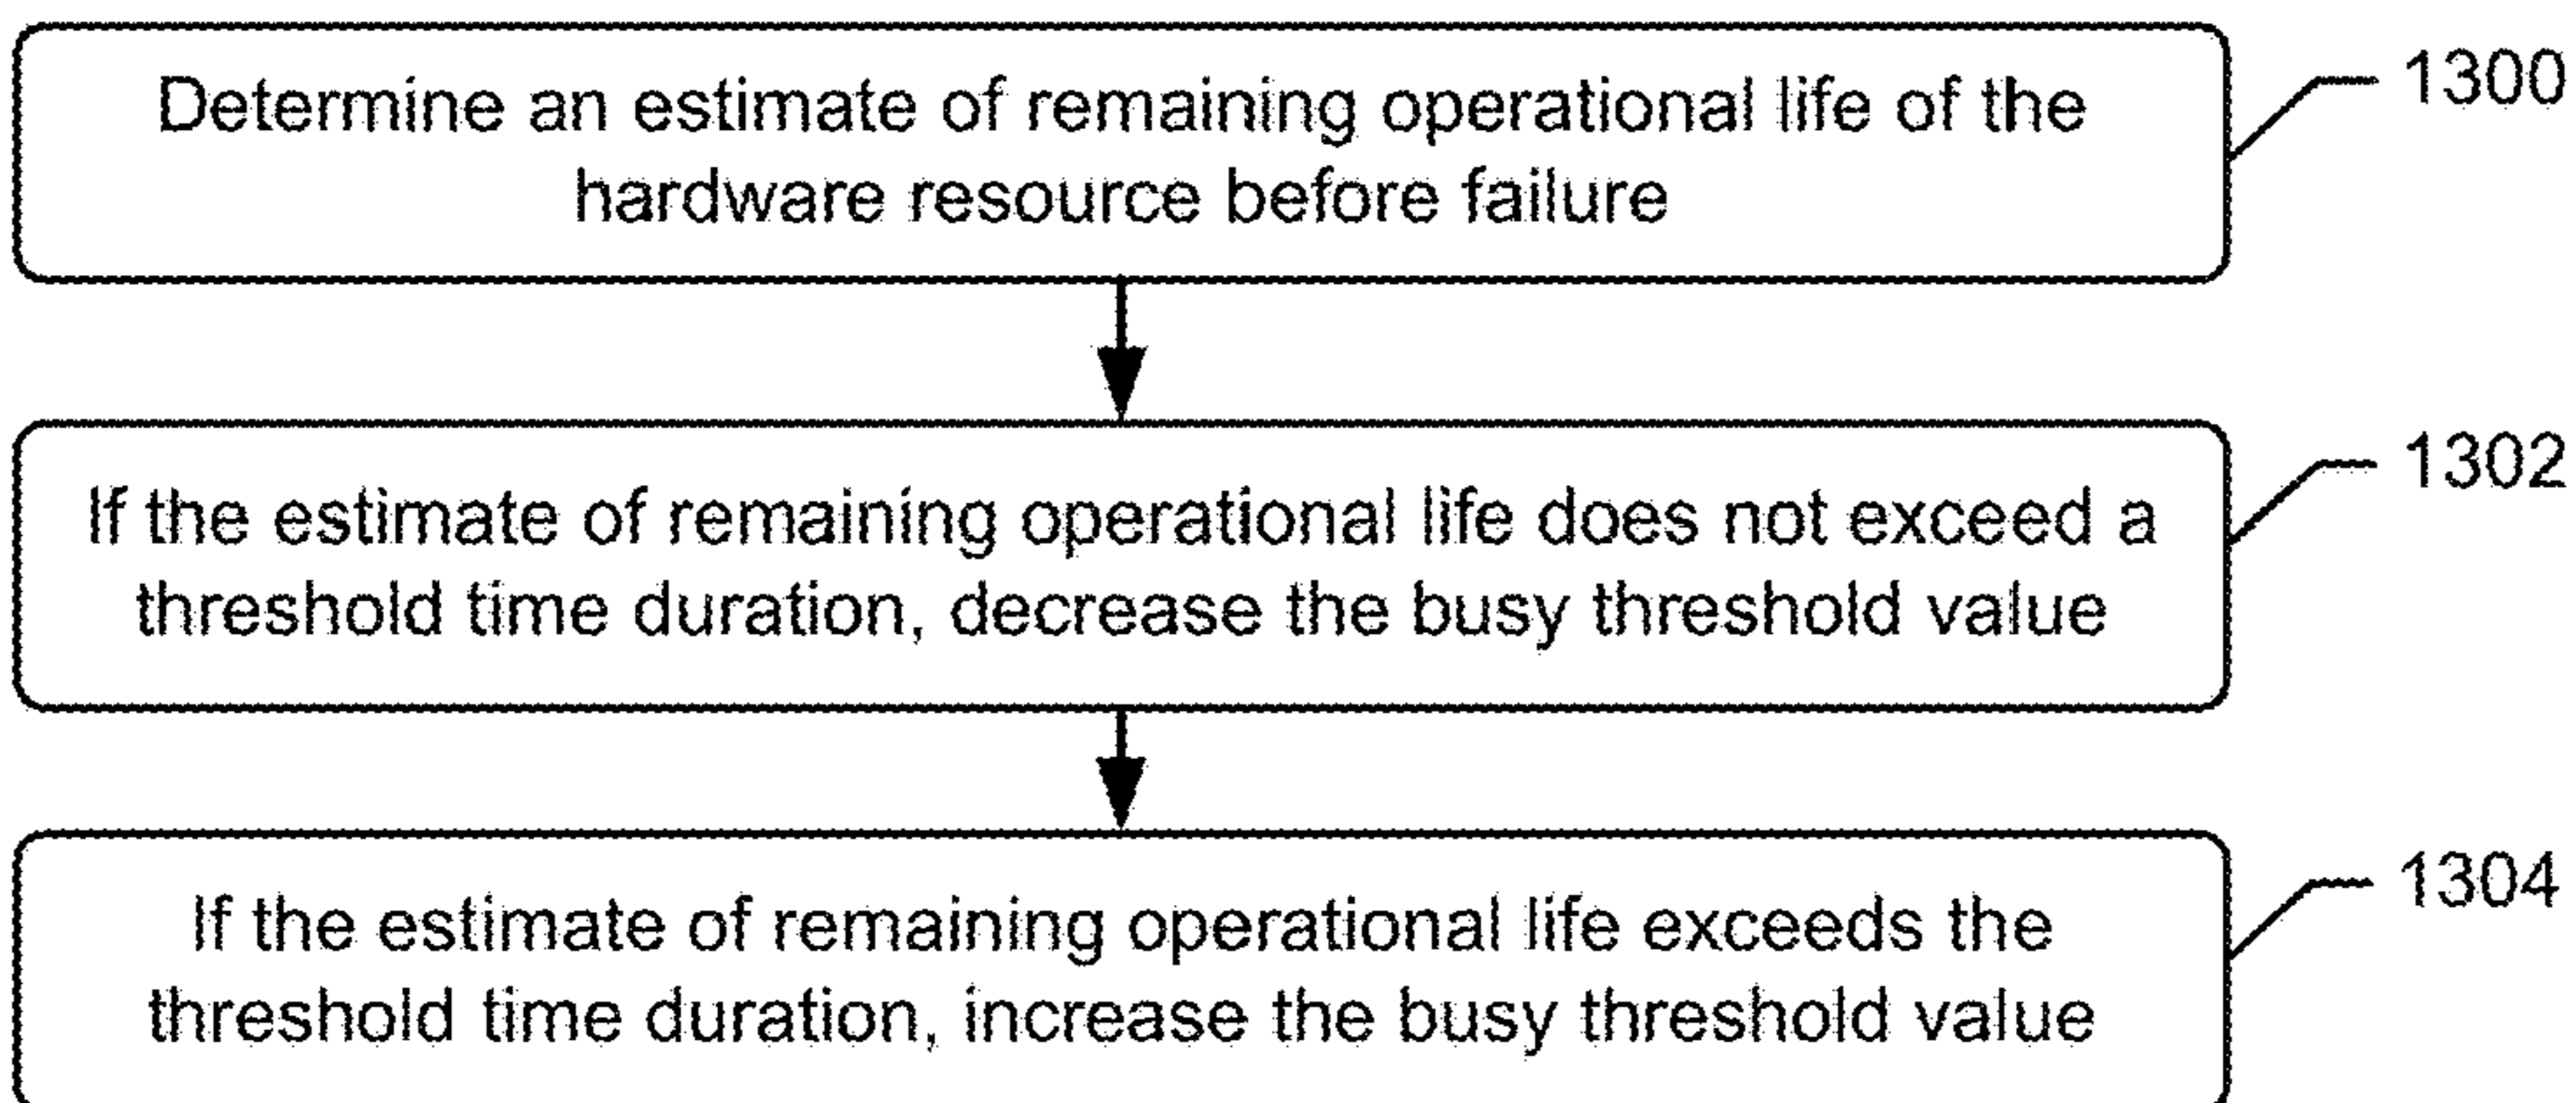 Determine an estimate of remaining operational life of the
hardware resource before failure
1300
If the estimate of remaining operational life does not exceed a
threshold time duration, decrease the busy threshold value
1302
If the estimate of remaining operational life exceeds the
threshold time duration, increase the busy threshold value
1304